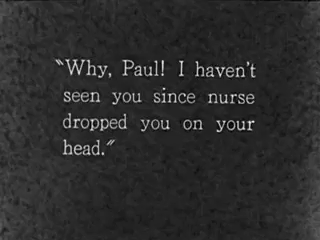 "Why, Paul! I haven't
seen you since nurse
dropped you on your
head."